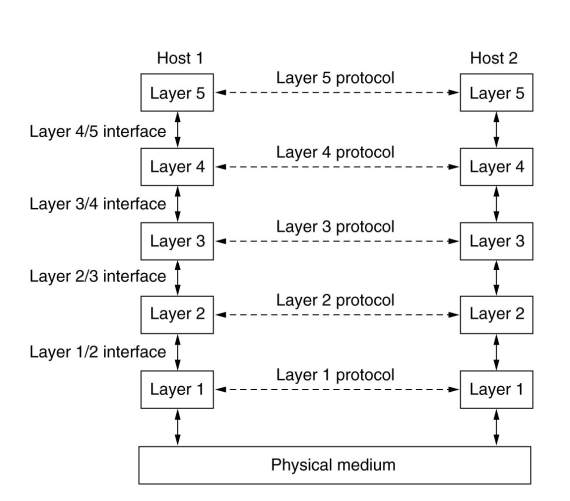 Host 1
Host 2
Layer 5
Layer 5 protocol
Layer 5
Layer 4/5 interface
Layer 4
Layer 4 protocol
Layer 4
Layer 3/4 interface
Layer 3
Layer 3 protocol
Layer 3
Layer 2/3 interface
Layer 2
Layer 2 protocol
Layer 2
Layer 1/2 interface
Layer 1
Layer 1 protocol
Layer 1
Physical medium